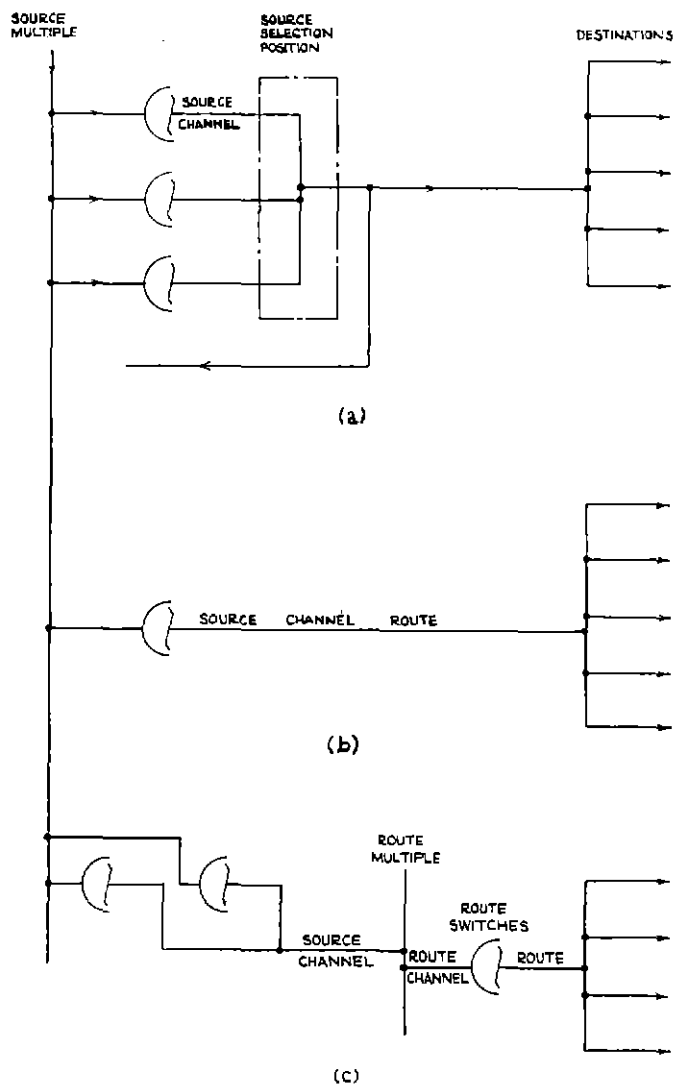 SOURCE
MULTIPLE
SOURCE
SELECTION
POSITION
DESTINATIONS
SOURCE
CHANNEL
(a)
SOURCE CHANNEL ROUTE
(b)
ROUTE
MULTIPLE
ROUTE
SWITCHES
SOURCE
CHANNEL
ROUTE
CHANNEL
ROUTE
(c)